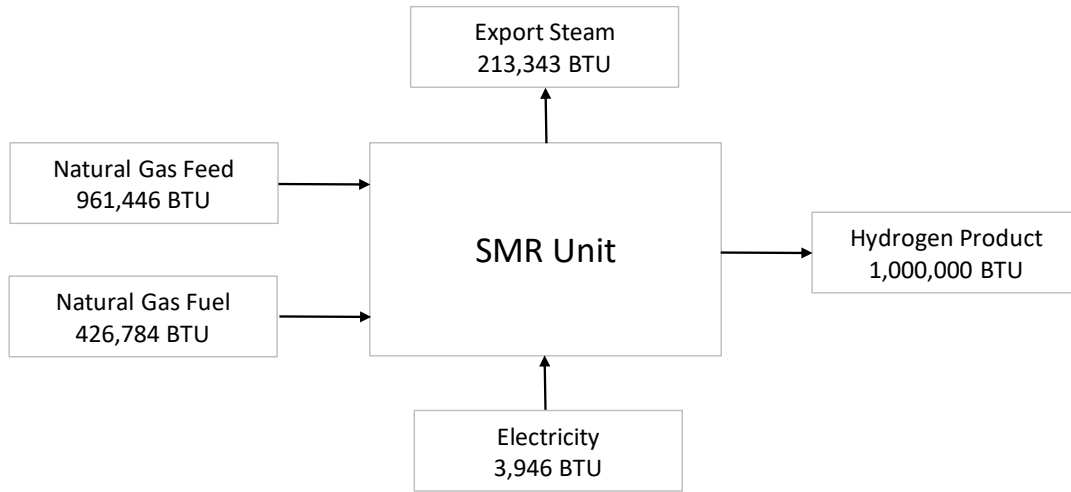 Export Steam
213,343 BTU
Natural Gas Feed
961,446 BTU
SMR Unit
Hydrogen Product
1,000,000 BTU
Natural Gas Fuel
426,784 BTU
Electricity
3,946 BTU